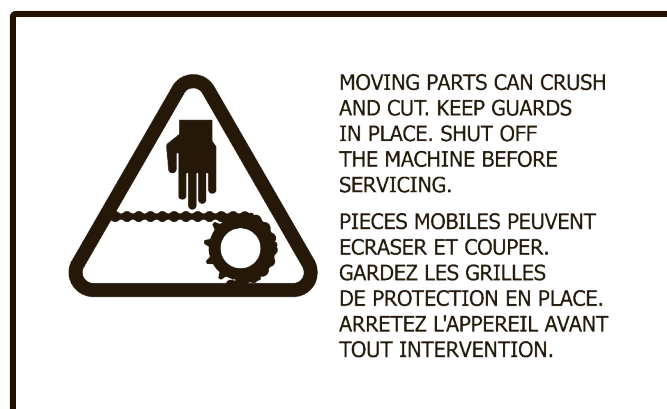 MOVING PARTS CAN CRUSH
AND CUT. KEEP GUARDS
IN PLACE. SHUT OFF
THE MACHINE BEFORE
SERVICING.
PIECES MOBILES PEUVENT
ECRASER ET COUPER.
GARDEZ LES GRILLES
DE PROTECTION EN PLACE.
ARRETEZ L'APPEREIL AVANT
TOUT INTERVENTION.